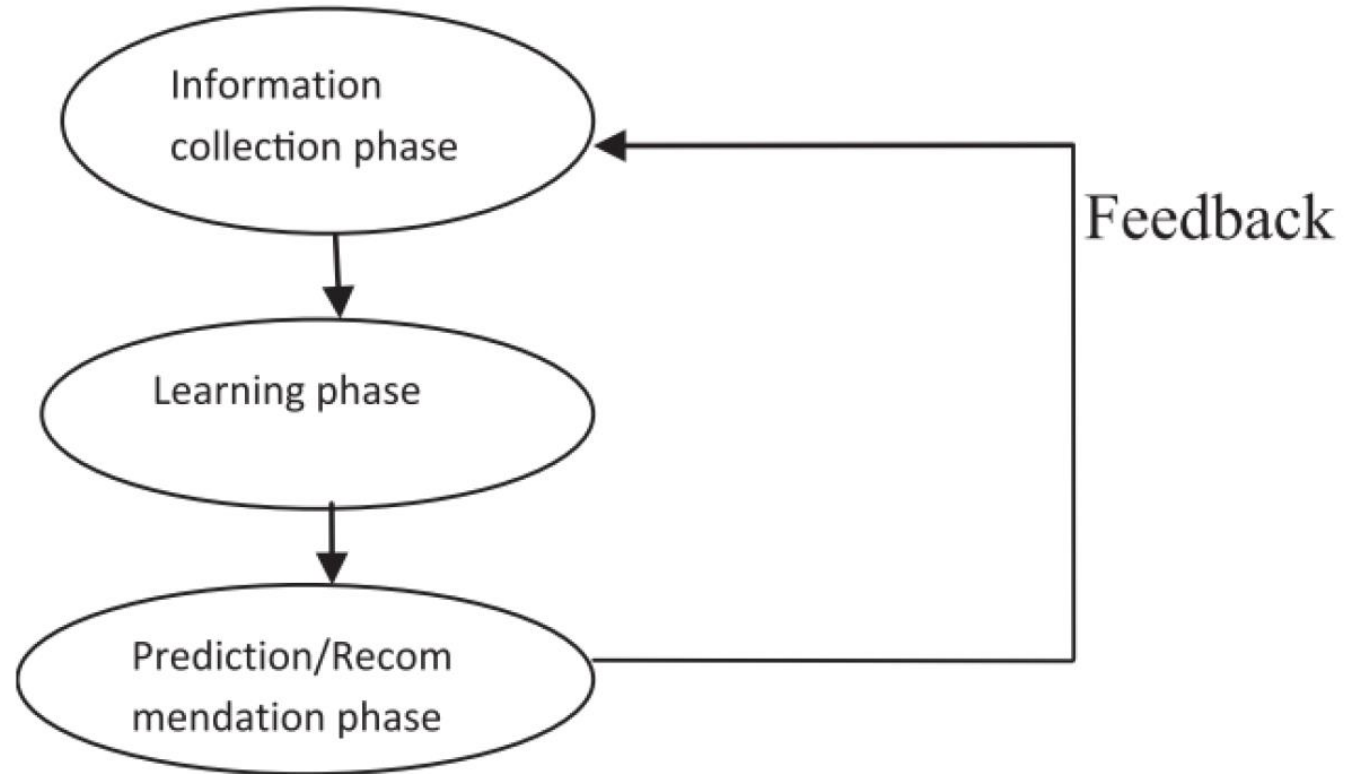 Information
collection phase
Feedback
Learning phase
Prediction/Recom
mendation phase